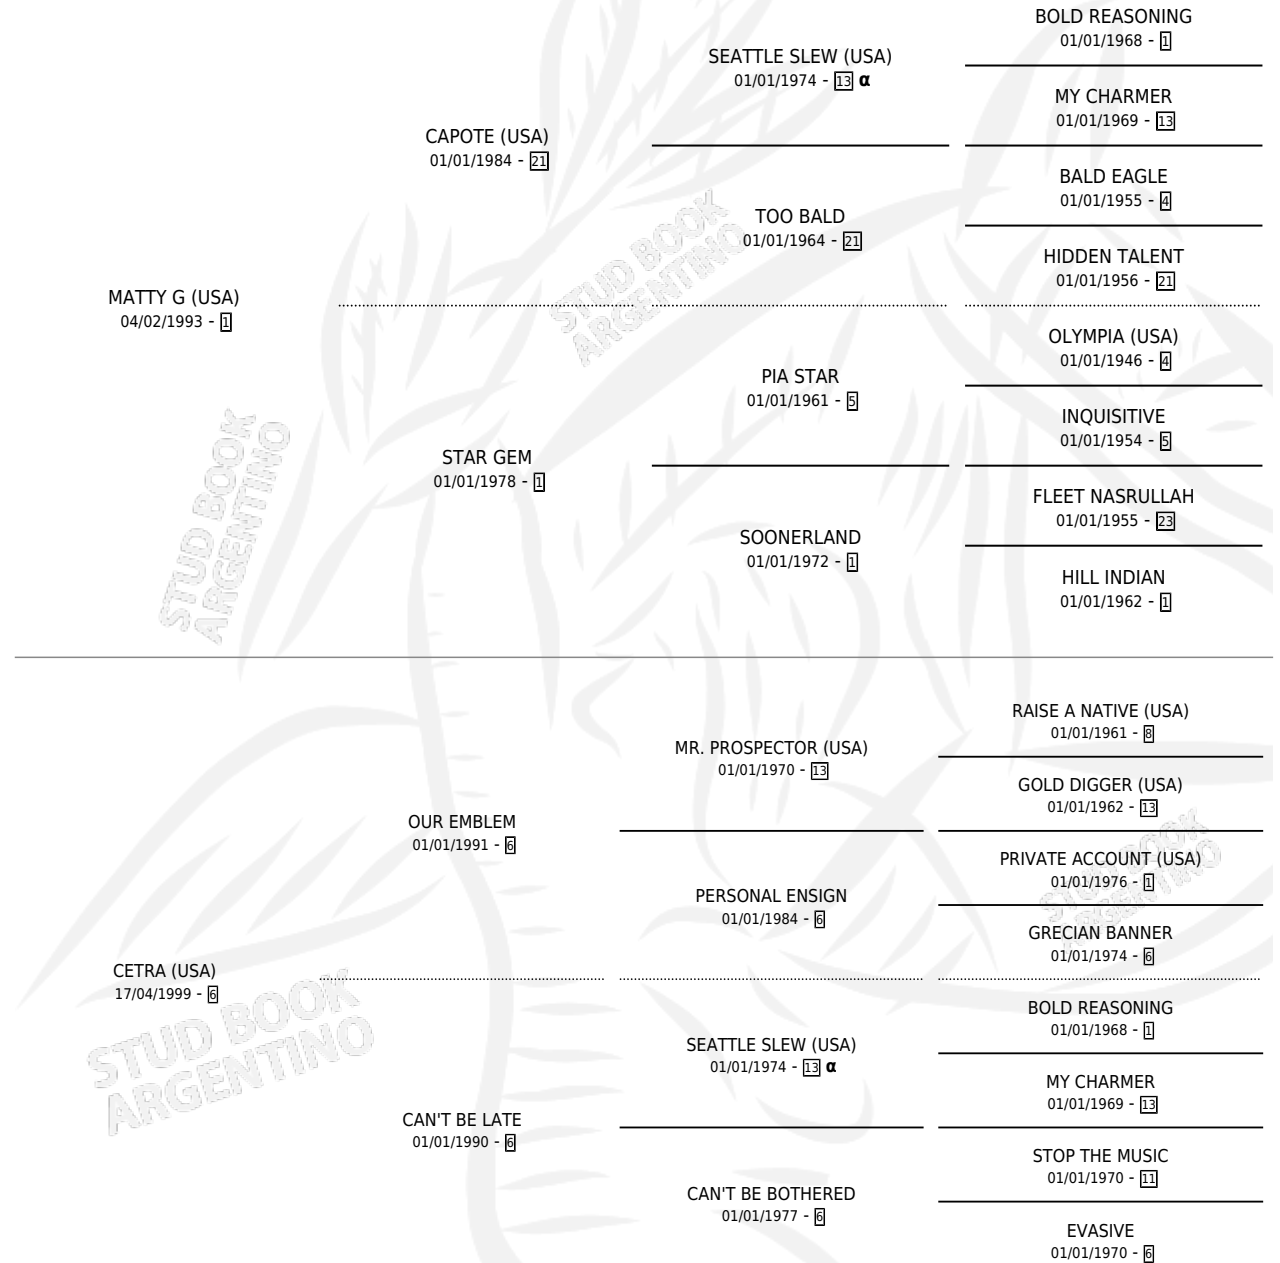 MATTY G (USA)
04/02/1993 - 1
CAPOTE (USA)
01/01/1984 - 21
SEATTLE SLEW (USA)
01/01/1974 - 13 α
BOLD REASONING
01/01/1968 - 1
MY CHARMER
01/01/1969 - 13
TOO BALD
01/01/1964 - 21
BALD EAGLE
01/01/1955 - 4
HIDDEN TALENT
01/01/1956 - 21
STAR GEM
01/01/1978 - 1
PIA STAR
01/01/1961 - 5
OLYMPIA (USA)
01/01/1946 - 4
INQUISITIVE
01/01/1954 - 5
SOONERLAND
01/01/1972 - 1
FLEET NASRULLAH
01/01/1955 - 23
HILL INDIAN
01/01/1962 - 1
CETRA (USA)
17/04/1999 - 6
OUR EMBLEM
01/01/1991 - 6
MR. PROSPECTOR (USA)
01/01/1970 - 13
RAISE A NATIVE (USA)
01/01/1961 - 8
GOLD DIGGER (USA)
01/01/1962 - 13
PERSONAL ENSIGN
01/01/1984 - 6
PRIVATE ACCOUNT (USA)
01/01/1976 - 1
GRECIAN BANNER
01/01/1974 - 6
CAN'T BE LATE
01/01/1990 - 6
SEATTLE SLEW (USA)
01/01/1974 - 13 α
BOLD REASONING
01/01/1968 - 1
MY CHARMER
01/01/1969 - 13
CAN'T BE BOTHERED
01/01/1977 - 6
STOP THE MUSIC
01/01/1970 - 11
EVASIVE
01/01/1970 - 6
STUD BOOK
ARGENTINO
STUD BOOK
ARGENTINO
STUD BOOK
ARGENTINO
STUD BOOK
ARGENTINO